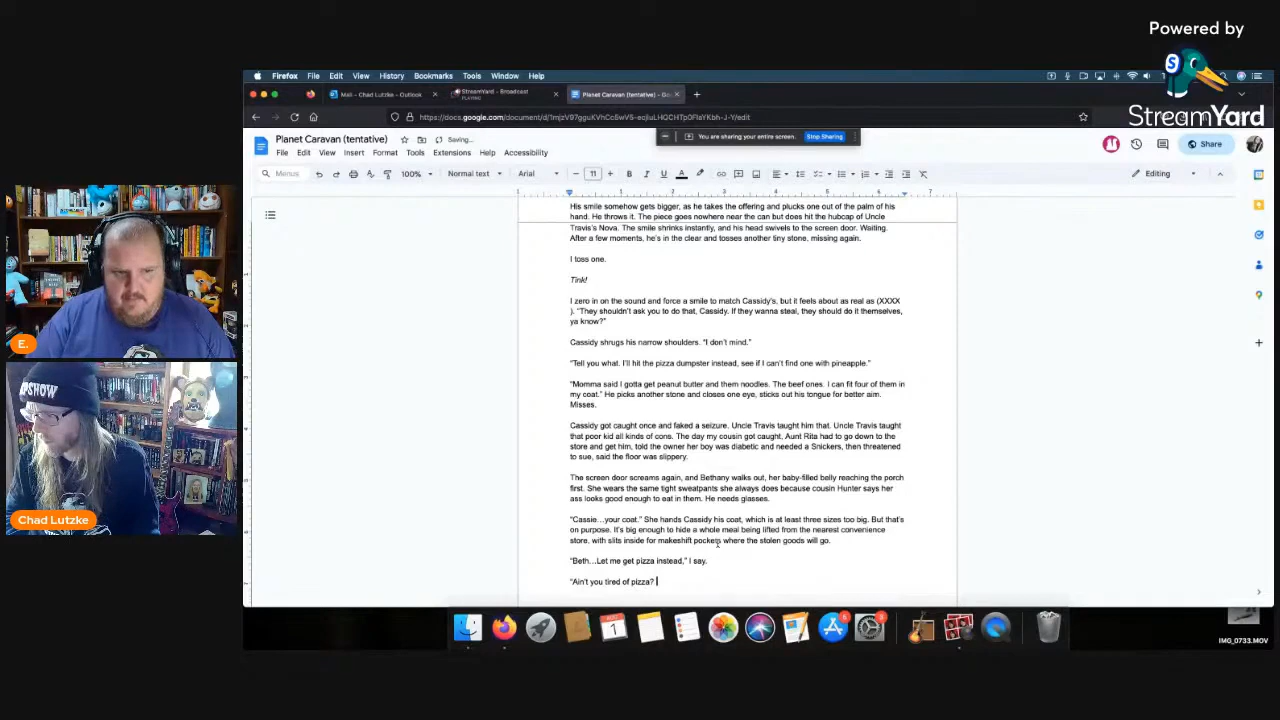 Powered by
StreamYard
Firefox File Edit View History Bookmarks Tools Window Help
Mail - Chad Lutzke - Outlook
StreamYard - Broadcast
PLAYING
Planet Caravan (tentative) - Go
You are sharing your entire screen. Stop Sharing
Planet Caravan (tentative) Saving...
File Edit View Insert Format Tools Extensions Help Accessibility
Share
Menus 100% Normal text Arial 11 Editing
His smile somehow gets bigger, as he takes the offering and plucks one out of the palm of his
hand. He throws it. The piece goes nowhere near the can but does hit the hubcap of Uncle
Travis's Nova. The smile shrinks instantly, and his head swivels to the screen door. Waiting.
After a few moments, he's in the clear and tosses another tiny stone, missing again.
I toss one.
Tink!
I zero in on the sound and force a smile to match Cassidy's, but it feels about as real as (XXXX
). “They shouldn't ask you to do that, Cassidy. If they wanna steal, they should do it themselves,
ya know?”
Cassidy shrugs his narrow shoulders. “I don't mind.”
“Tell you what. I'll hit the pizza dumpster instead, see if I can't find one with pineapple.”
“Momma said I gotta get peanut butter and them noodles. The beef ones. I can fit four of them in
my coat.” He picks another stone and closes one eye, sticks out his tongue for better aim.
Misses.
Cassidy got caught once and faked a seizure. Uncle Travis taught him that. Uncle Travis taught
that poor kid all kinds of cons. The day my cousin got caught, Aunt Rita had to go down to the
store and get him, told the owner her boy was diabetic and needed a Snickers, then threatened
to sue, said the floor was slippery.
The screen door screams again, and Bethany walks out, her baby-filled belly reaching the porch
first. She wears the same tight sweatpants she always does because cousin Hunter says her
ass looks good enough to eat in them. He needs glasses.
“Cassie…your coat.” She hands Cassidy his coat, which is at least three sizes too big. But that's
on purpose. It's big enough to hide a whole meal being lifted from the nearest convenience
store, with slits inside for makeshift pockets where the stolen goods will go.
“Beth…Let me get pizza instead,” I say.
“Ain't you tired of pizza?
E.
Chad Lutzke
IMG_0733.MOV